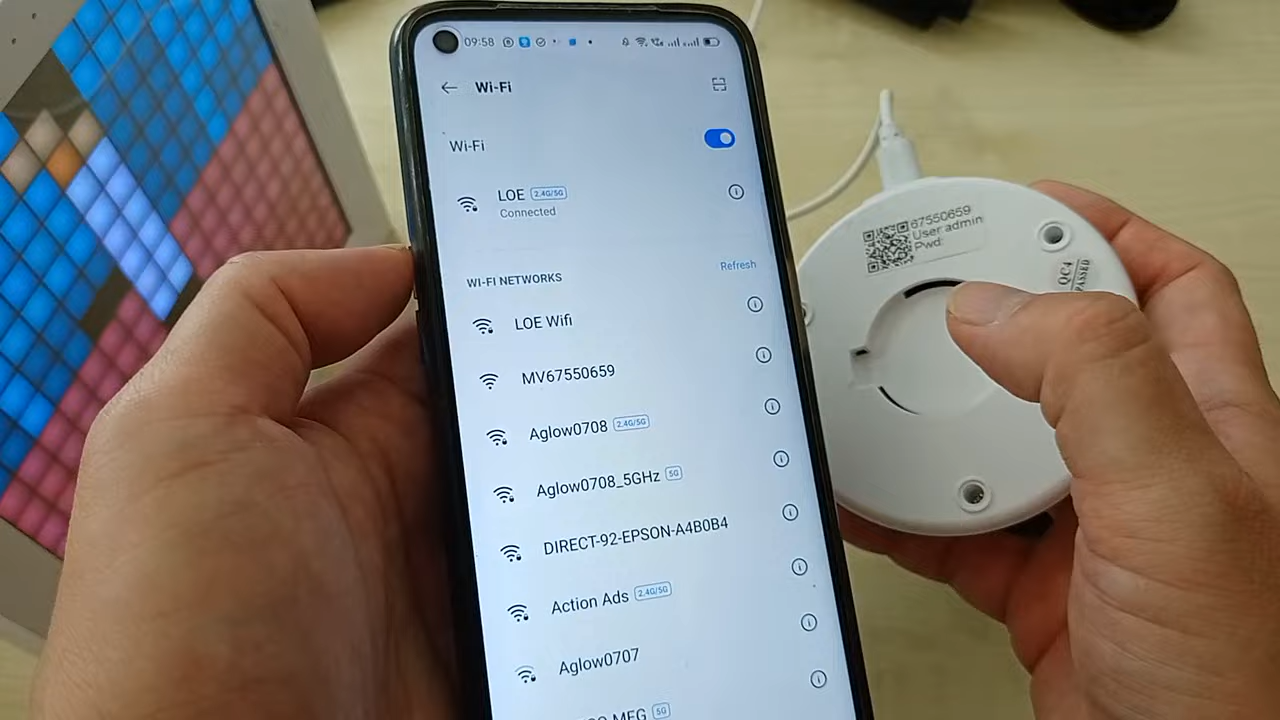 09:58
Wi-Fi
Wi-Fi
LOE 2.4G/5G
Connected
WI-FI NETWORKS
Refresh
LOE Wifi
MV67550659
Aglow0708 2.4G/5G
Aglow0708_5GHz 5G
DIRECT-92-EPSON-A4B0B4
Action Ads 2.4G/5G
Aglow0707
MEG 5G
67550659
User admin
Pwd:
QC4
PASSED